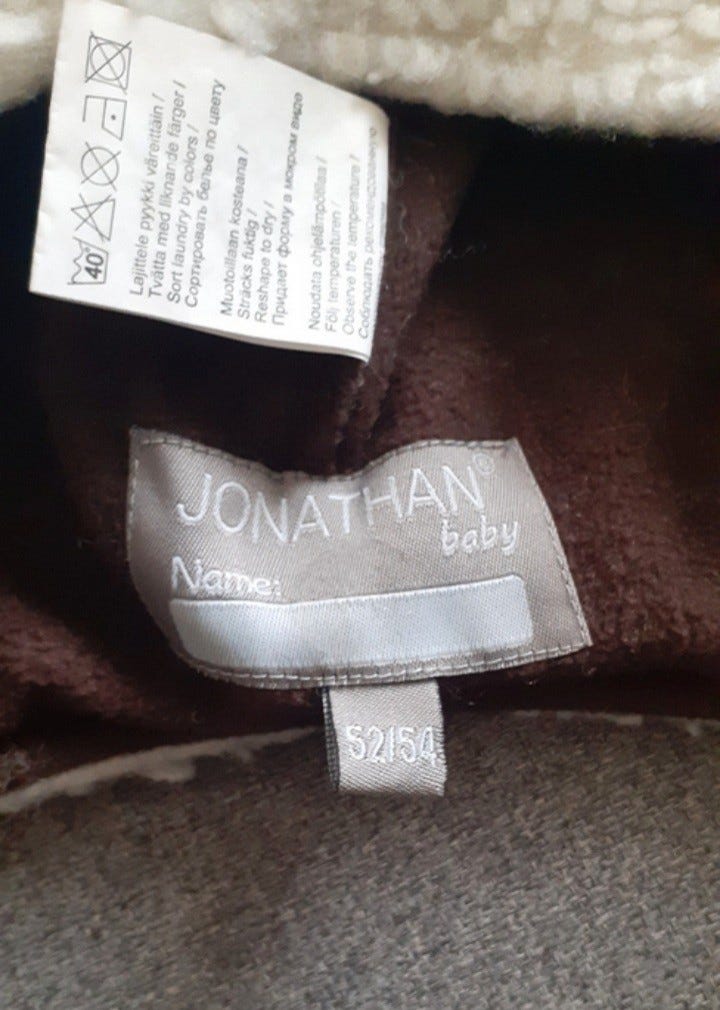 40°
Lajittele pyykki väreittäin /
Tvätta med liknande färger /
Sort laundry by colors /
Сортировать белье по цвету
Muotoillaan kosteana /
Sträcks fuktig /
Reshape to dry /
Придает форму в мокром виде
Noudata ohjelämpötilaa /
Följ temperaturen /
Observe the temperature /
Соблюдать
JONATHAN®
baby
Name:
52/54